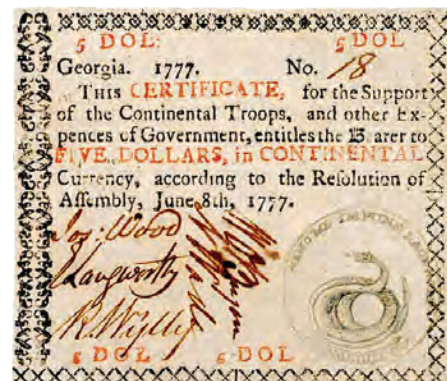 5 DOL: 5 DOL
Georgia. 1777. No. 18
THIS CERTIFICATE, for the Support
of the Continental Troops, and other Ex-
pences of Government, entitles the Bearer to
FIVE DOLLARS, in CONTINENTAL
Currency, according to the Resolution of
Assembly, June 8th, 1777.
Jos: Wood
E Langworthy
R. Wylly
5 DOL 5 DOL